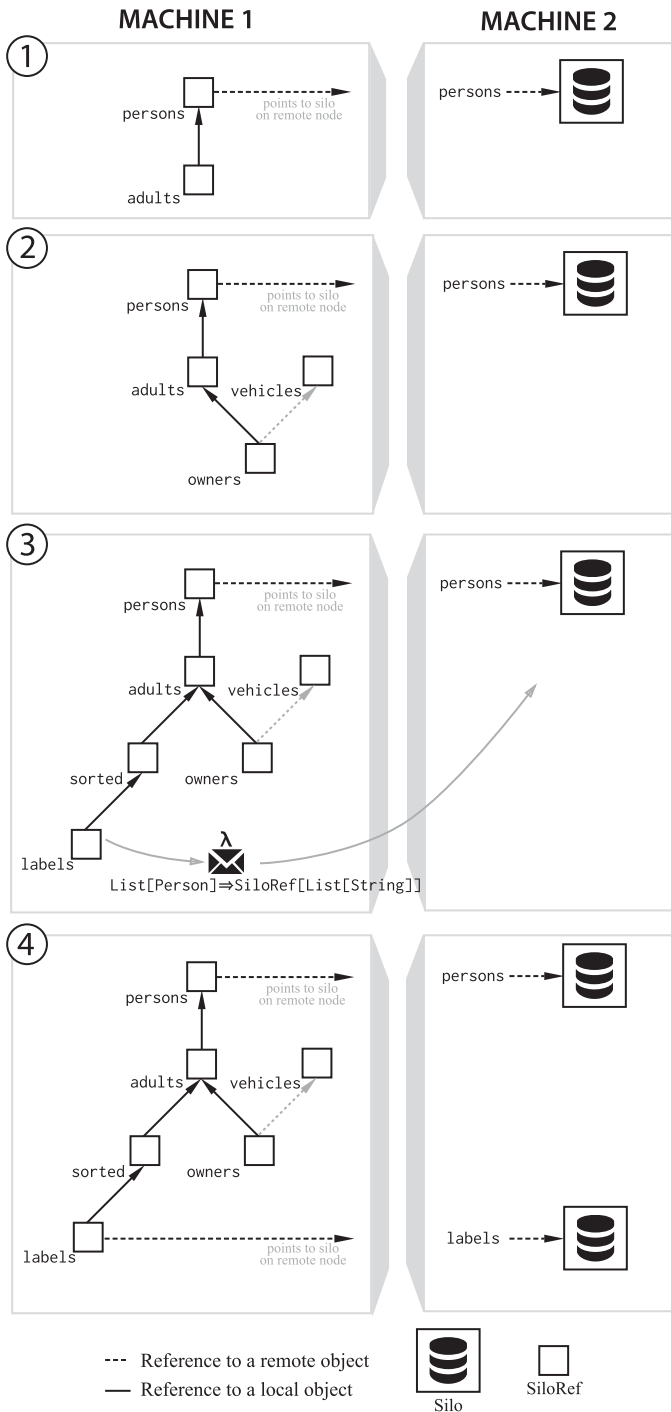 MACHINE 1
MACHINE 2
1
persons
points to silo
on remote node
adults
persons
2
persons
points to silo
on remote node
adults
vehicles
owners
persons
3
persons
points to silo
on remote node
adults
vehicles
sorted
owners
labels
λ
List[Person]⇒SiloRef[List[String]]
persons
4
persons
points to silo
on remote node
adults
vehicles
sorted
owners
labels
points to silo
on remote node
persons
labels
Reference to a remote object
Reference to a local object
Silo
SiloRef